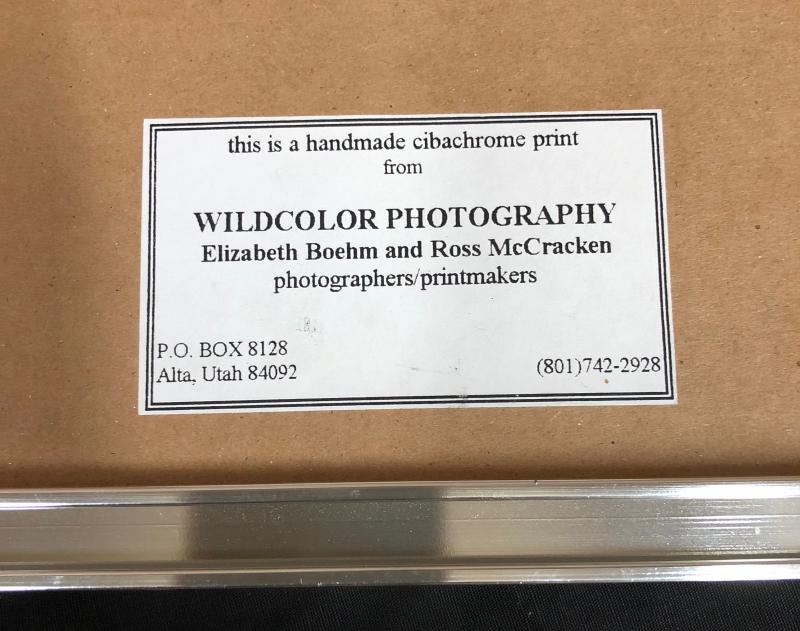 this is a handmade cibachrome print
from
WILDCOLOR PHOTOGRAPHY
Elizabeth Boehm and Ross McCracken
photographers/printmakers
P.O. BOX 8128
Alta, Utah 84092
(801)742-2928